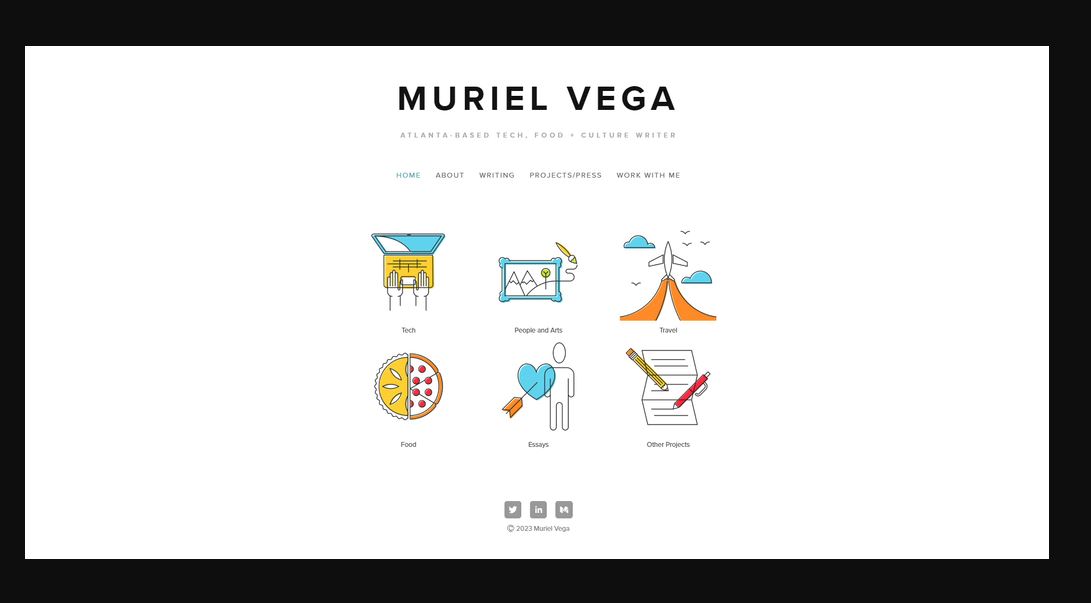 MURIEL VEGA
ATLANTA-BASED TECH, FOOD + CULTURE WRITER
HOME ABOUT WRITING PROJECTS/PRESS WORK WITH ME
Tech People and Arts Travel
Food Essays Other Projects
in
© 2023 Muriel Vega